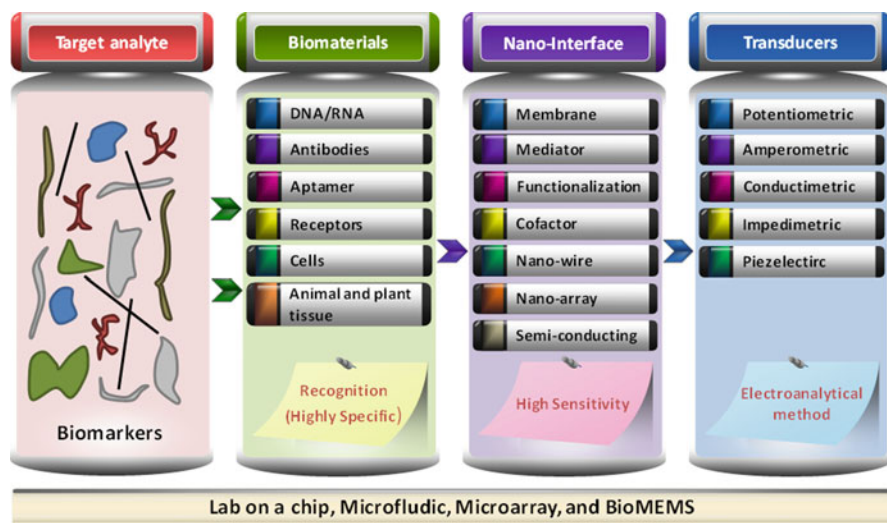 Target analyte
Biomarkers
Biomaterials
DNA/RNA
Antibodies
Aptamer
Receptors
Cells
Animal and plant
tissue
Recognition
(Highly Specific)
Nano-Interface
Membrane
Mediator
Functionalization
Cofactor
Nano-wire
Nano-array
Semi-conducting
High Sensitivity
Transducers
Potentiometric
Amperometric
Conductimetric
Impedimetric
Piezelectirc
Electroanalytical
method
Lab on a chip, Microfludic, Microarray, and BioMEMS